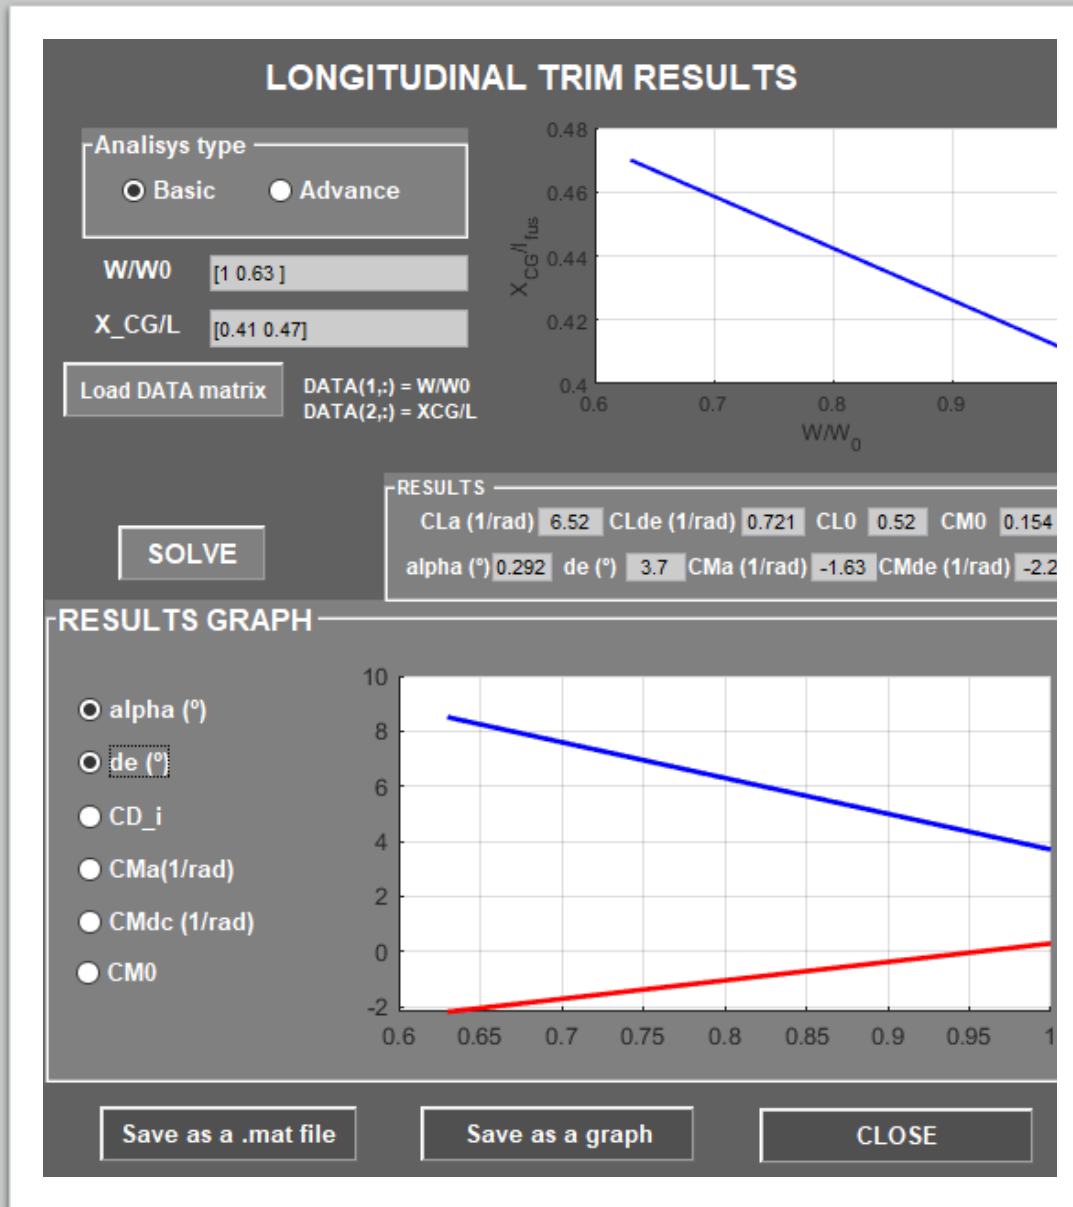 LONGITUDINAL TRIM RESULTS
Analisys type
Basic Advance
W/W0 [1 0.63 ]
X_CG/L [0.41 0.47]
Load DATA matrix
DATA(1,:) = W/W0
DATA(2,:) = XCG/L
0.48
0.46
0.44
0.42
0.4
X_CG/l_fus
0.6 0.7 0.8 0.9
W/W_0
SOLVE
RESULTS
CLa (1/rad) 6.52 CLde (1/rad) 0.721 CL0 0.52 CM0 0.154
alpha (º) 0.292 de (º) 3.7 CMa (1/rad) -1.63 CMde (1/rad) -2.2
RESULTS GRAPH
alpha (º)
de (º)
CD_i
CMa(1/rad)
CMdc (1/rad)
CM0
10
8
6
4
2
0
-2
0.6 0.65 0.7 0.75 0.8 0.85 0.9 0.95 1
Save as a .mat file Save as a graph CLOSE